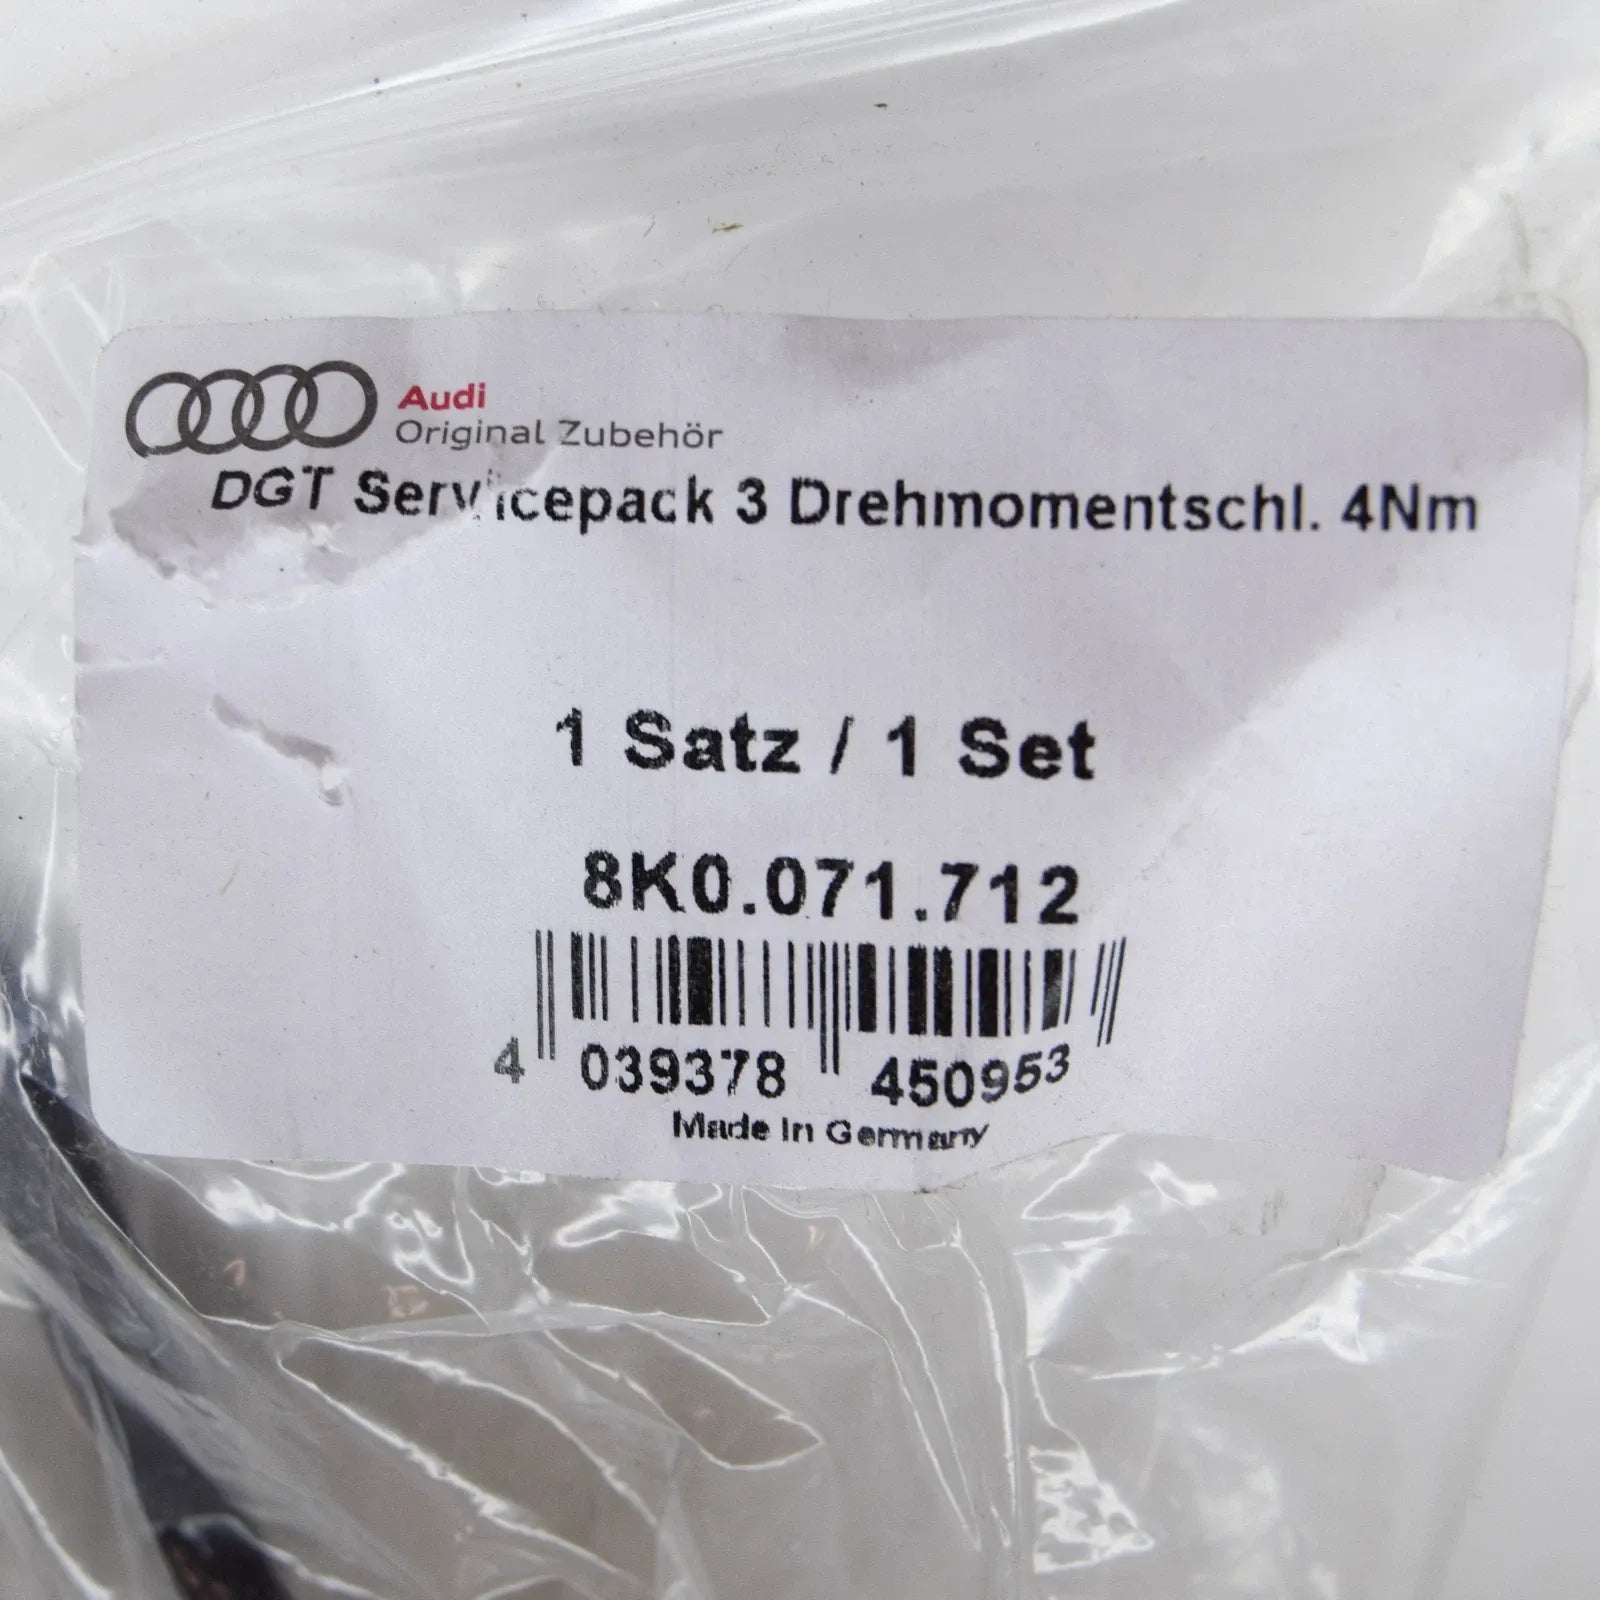 Audi
Original Zubehör
DGT Servicepack 3 Drehmomentschl. 4Nm
1 Satz / 1 Set
8K0.071.712
4 039378 450953
Made In Germany